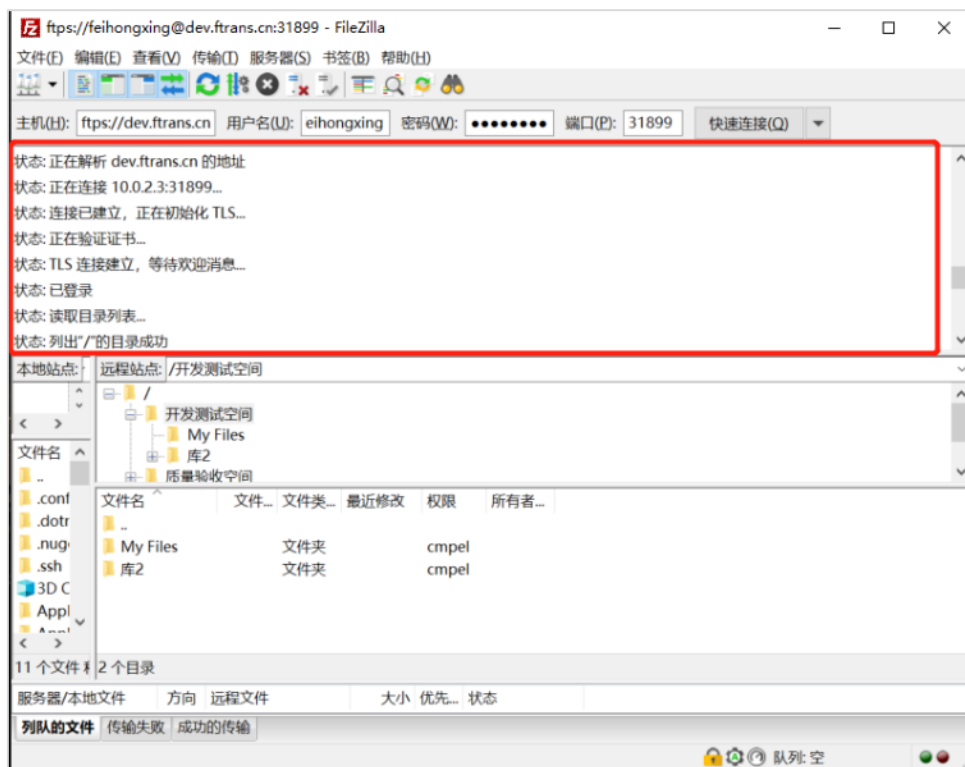 ftps://feihongxing@dev.ftrans.cn:31899 - FileZilla
文件(F) 编辑(E) 查看(V) 传输(T) 服务器(S) 书签(B) 帮助(H)
主机(H): ftps://dev.ftrans.cn 用户名(U): eihongxing 密码(W): ●●●●●●●● 端口(P): 31899 快速连接(Q)
状态: 正在解析 dev.ftrans.cn 的地址
状态: 正在连接 10.0.2.3:31899...
状态: 连接已建立，正在初始化 TLS...
状态: 正在验证证书...
状态: TLS 连接建立，等待欢迎消息...
状态: 已登录
状态: 读取目录列表...
状态: 列出"/"的目录成功
本地站点: 远程站点: /开发测试空间
/
开发测试空间
My Files
库2
质量验收空间
文件名
..
.conf
.dotr
.nug
.ssh
3D C
Appl
11 个文件
文件名 文件... 文件类... 最近修改 权限 所有者...
..
My Files 文件夹 cmpel
库2 文件夹 cmpel
2 个目录
服务器/本地文件 方向 远程文件 大小 优先... 状态
列队的文件 传输失败 成功的传输
队列: 空